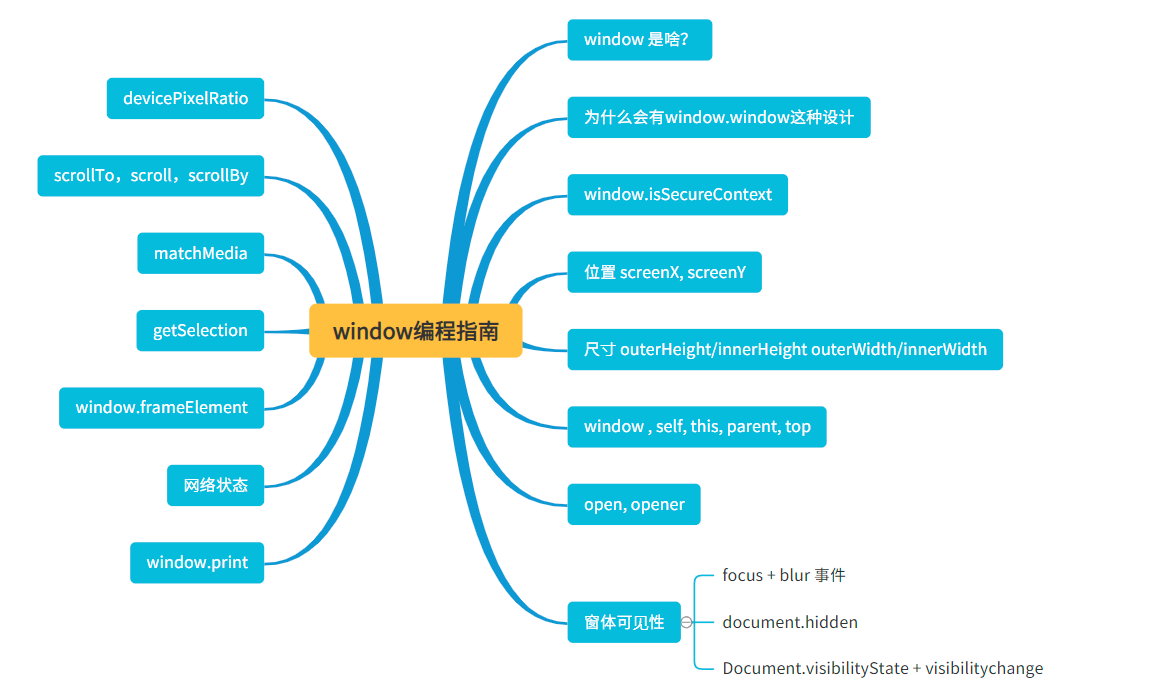 window编程指南
window 是啥？
为什么会有window.window这种设计
window.isSecureContext
位置 screenX, screenY
尺寸 outerHeight/innerHeight outerWidth/innerWidth
window , self, this, parent, top
open, opener
窗体可见性
focus + blur 事件
document.hidden
Document.visibilityState + visibilitychange
devicePixelRatio
scrollTo，scroll，scrollBy
matchMedia
getSelection
window.frameElement
网络状态
window.print